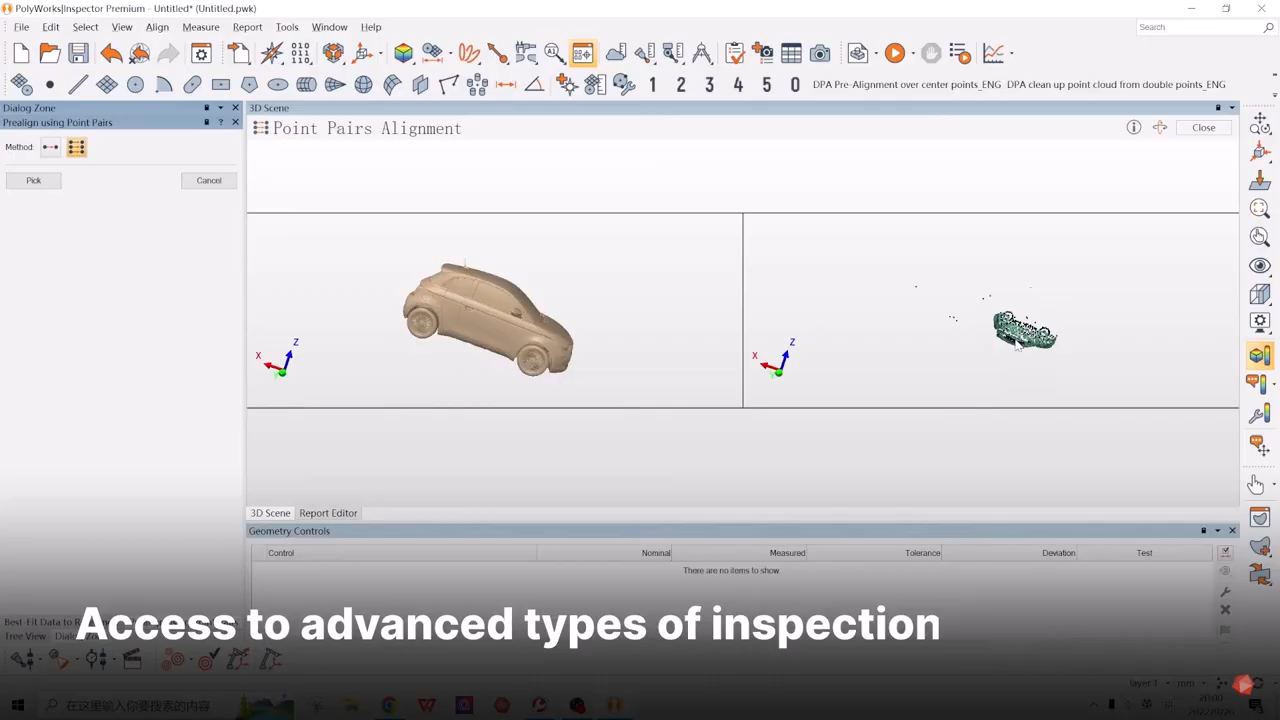 PolyWorks|Inspector Premium - Untitled* (Untitled.pwk)
File Edit Select View Align Measure Report Tools Window Help
Search
1 2 3 4 5 0 DPA Pre-Alignment over center points_ENG DPA clean up point cloud from double points_ENG
Dialog Zone
3D Scene
Prealign using Point Pairs
Point Pairs Alignment
Close
Method:
Pick
Cancel
X Z
X Z
3D Scene Report Editor
Geometry Controls
Control Nominal Measured Tolerance Deviation Test
There are no items to show.
Access to advanced types of inspection
Tree View
layer 1 mm
在这里输入你要搜索的内容